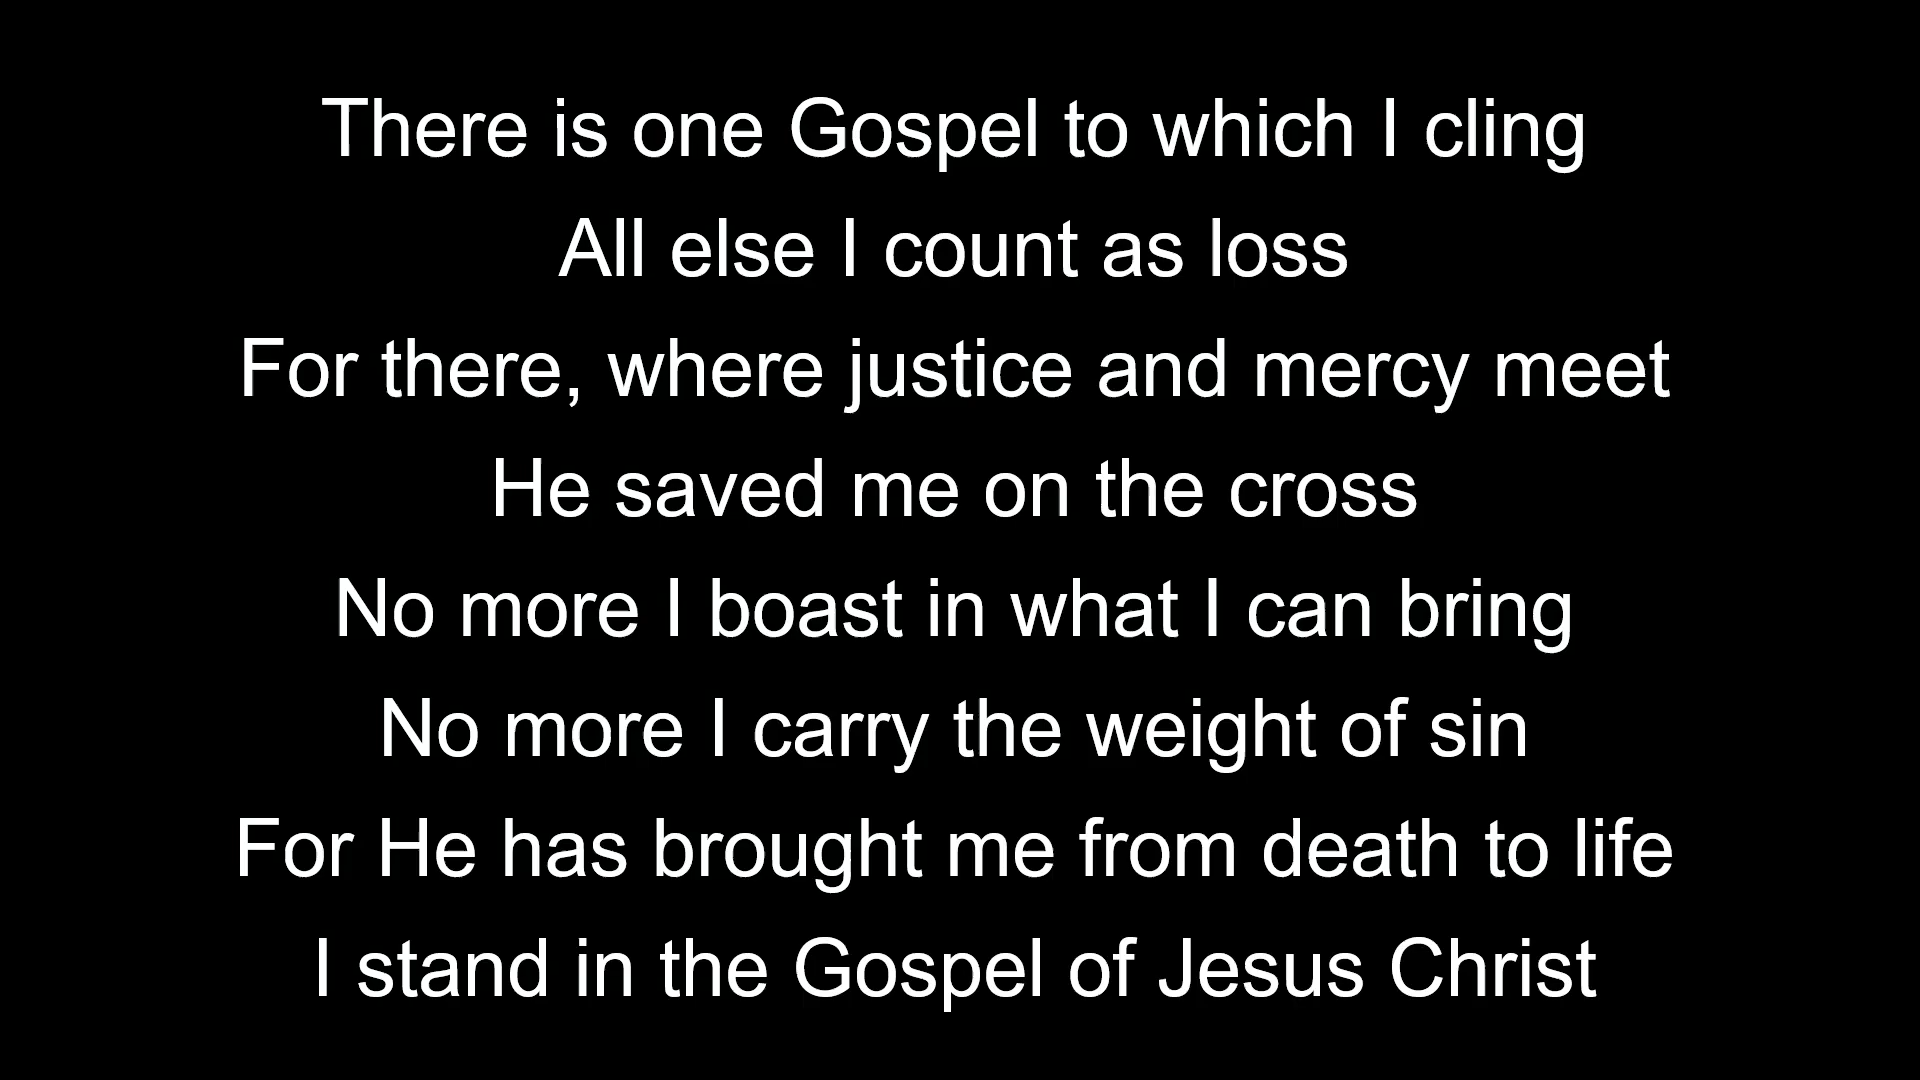 There is one Gospel to which I cling
All else I count as loss
For there, where justice and mercy meet
He saved me on the cross
No more I boast in what I can bring
No more I carry the weight of sin
For He has brought me from death to life
I stand in the Gospel of Jesus Christ